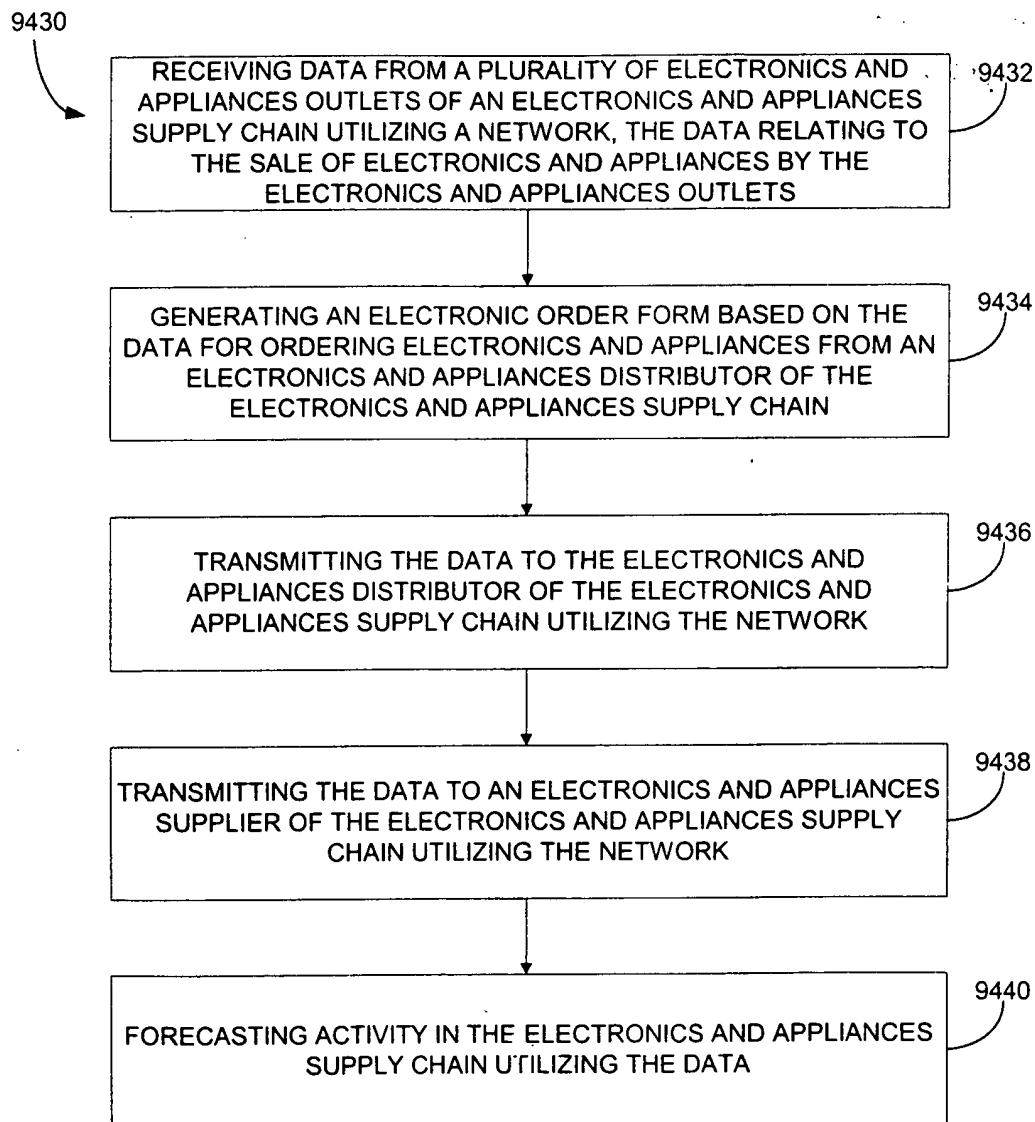 9430
RECEIVING DATA FROM A PLURALITY OF ELECTRONICS AND
APPLIANCES OUTLETS OF AN ELECTRONICS AND APPLIANCES
SUPPLY CHAIN UTILIZING A NETWORK, THE DATA RELATING TO
THE SALE OF ELECTRONICS AND APPLIANCES BY THE
ELECTRONICS AND APPLIANCES OUTLETS
9432
GENERATING AN ELECTRONIC ORDER FORM BASED ON THE
DATA FOR ORDERING ELECTRONICS AND APPLIANCES FROM AN
ELECTRONICS AND APPLIANCES DISTRIBUTOR OF THE
ELECTRONICS AND APPLIANCES SUPPLY CHAIN
9434
TRANSMITTING THE DATA TO THE ELECTRONICS AND
APPLIANCES DISTRIBUTOR OF THE ELECTRONICS AND
APPLIANCES SUPPLY CHAIN UTILIZING THE NETWORK
9436
TRANSMITTING THE DATA TO AN ELECTRONICS AND APPLIANCES
SUPPLIER OF THE ELECTRONICS AND APPLIANCES SUPPLY
CHAIN UTILIZING THE NETWORK
9438
FORECASTING ACTIVITY IN THE ELECTRONICS AND APPLIANCES
SUPPLY CHAIN UTILIZING THE DATA
9440